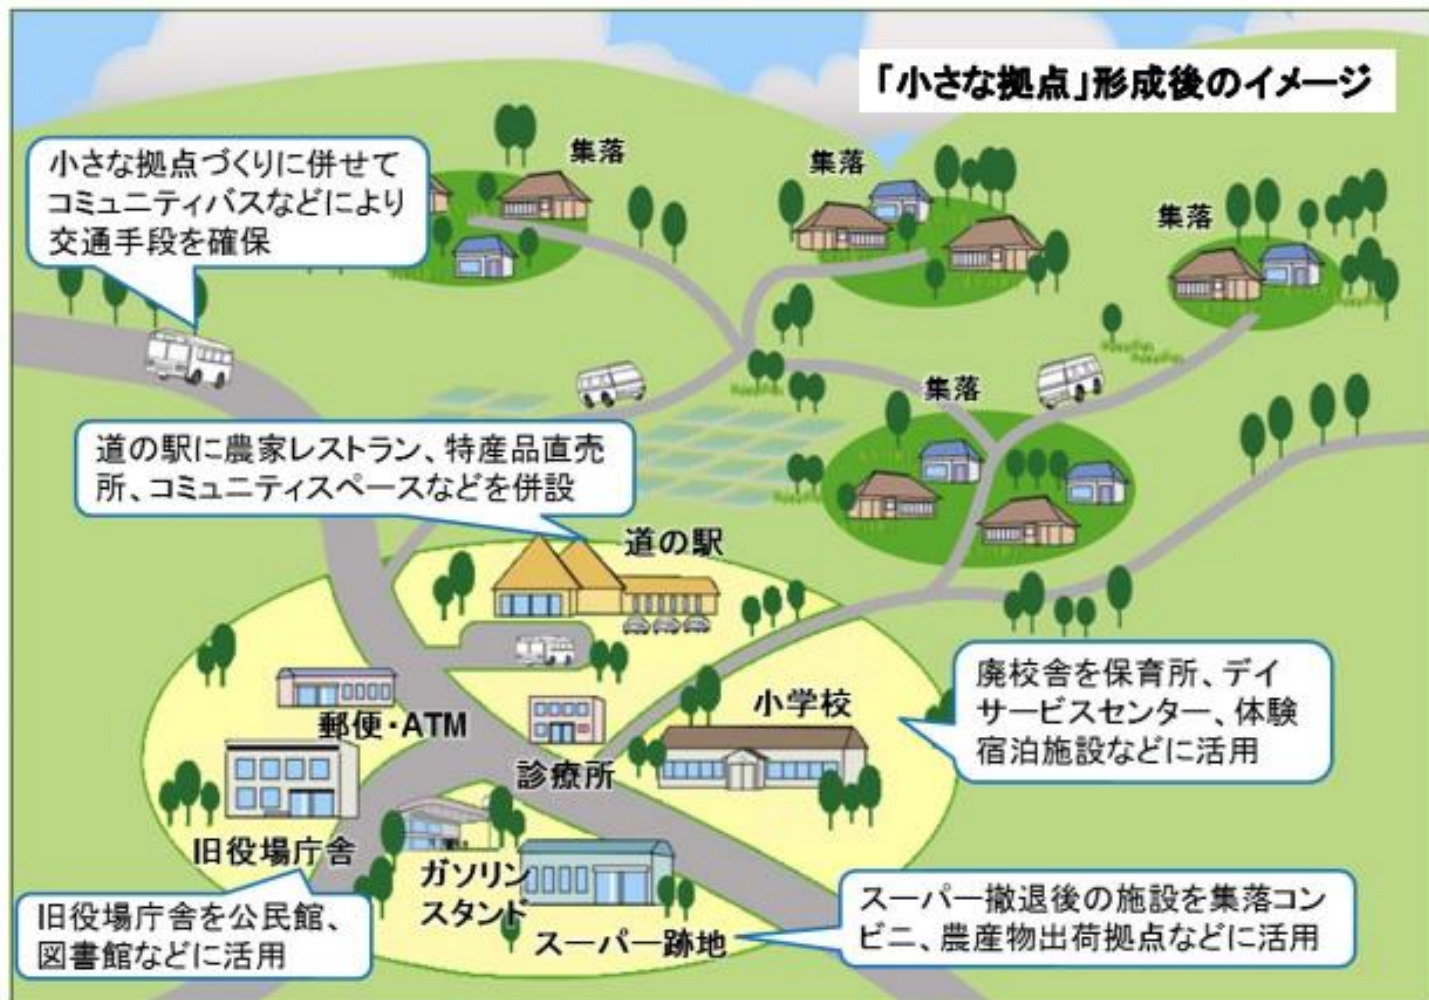 「小さな拠点」形成後のイメージ
小さな拠点づくりに併せて
コミュニティバスなどにより
交通手段を確保
集落
集落
集落
集落
道の駅に農家レストラン、特産品直売
所、コミュニティスペースなどを併設
道の駅
郵便・ATM
診療所
小学校
廃校舎を保育所、デイ
サービスセンター、体験
宿泊施設などに活用
旧役場庁舎
旧役場庁舎を公民館、
図書館などに活用
ガソリン
スタンド
スーパー跡地
スーパー撤退後の施設を集落コン
ビニ、農産物出荷拠点などに活用